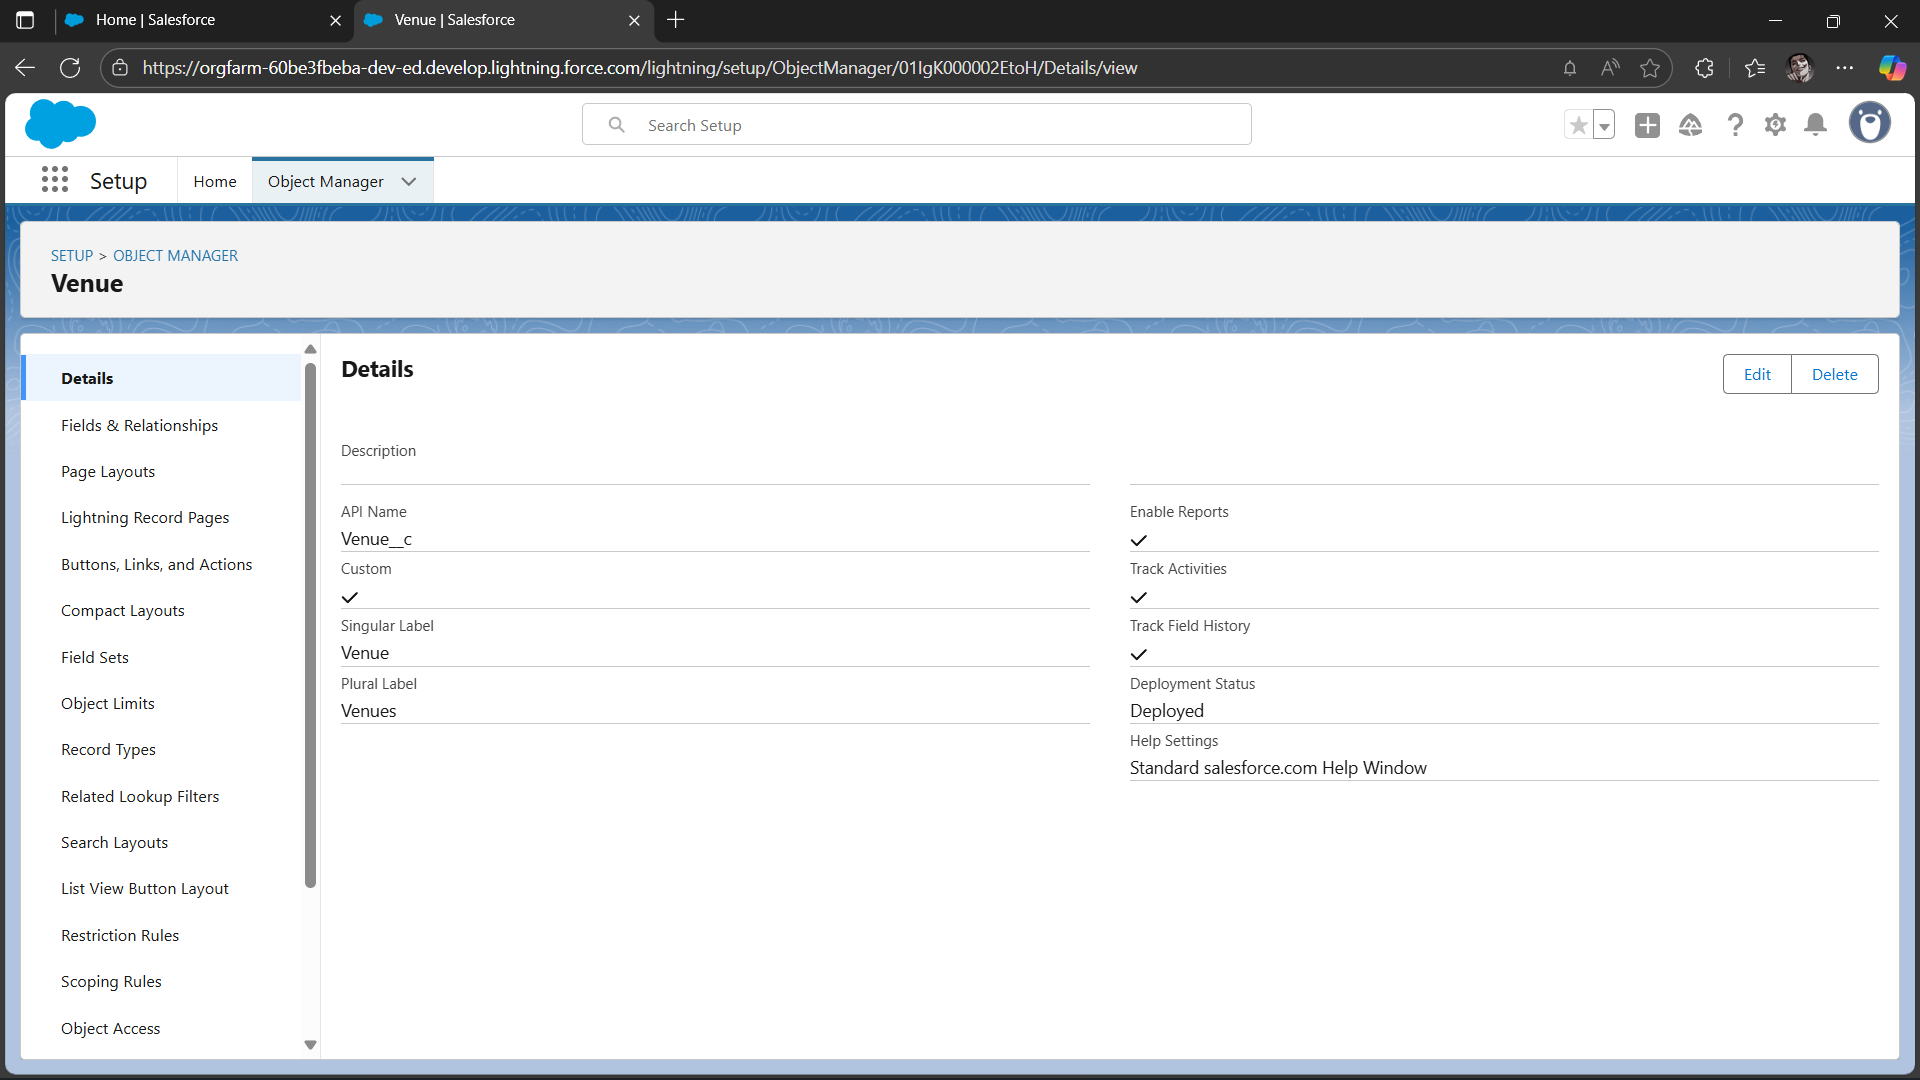 Home | Salesforce
Venue | Salesforce
https://orgfarm-60be3fbeba-dev-ed.develop.lightning.force.com/lightning/setup/ObjectManager/01IgK000002EtoH/Details/view
Search Setup
Setup
Home
Object Manager
SETUP > OBJECT MANAGER
Venue
Details
Fields & Relationships
Page Layouts
Lightning Record Pages
Buttons, Links, and Actions
Compact Layouts
Field Sets
Object Limits
Record Types
Related Lookup Filters
Search Layouts
List View Button Layout
Restriction Rules
Scoping Rules
Object Access
Details
Edit
Delete
Description
API Name
Venue__c
Custom
Singular Label
Venue
Plural Label
Venues
Enable Reports
Track Activities
Track Field History
Deployment Status
Deployed
Help Settings
Standard salesforce.com Help Window